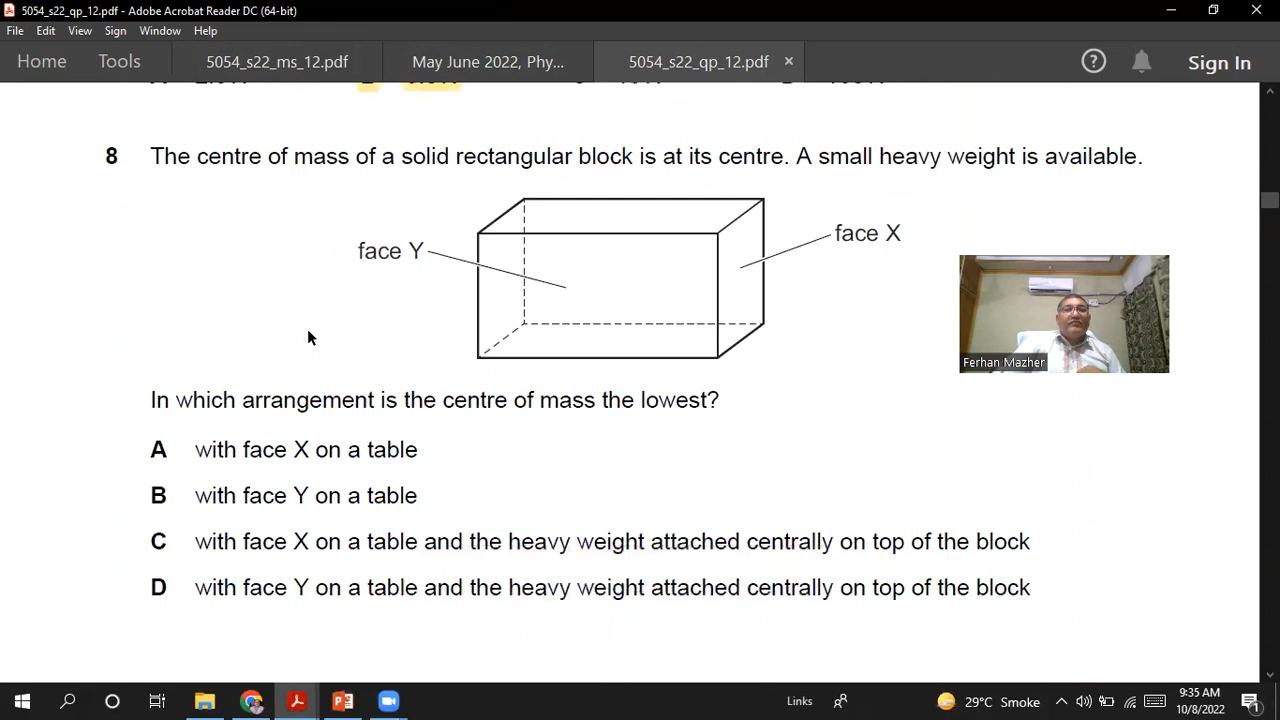 5054_s22_qp_12.pdf - Adobe Acrobat Reader DC (64-bit)
File Edit View Sign Window Help
Home Tools 5054_s22_ms_12.pdf May June 2022, Phy... 5054_s22_qp_12.pdf × Sign In
8 The centre of mass of a solid rectangular block is at its centre. A small heavy weight is available.
face Y
face X
Ferhan Mazher
In which arrangement is the centre of mass the lowest?
A with face X on a table
B with face Y on a table
C with face X on a table and the heavy weight attached centrally on top of the block
D with face Y on a table and the heavy weight attached centrally on top of the block
Links 29°C Smoke 9:35 AM
10/8/2022